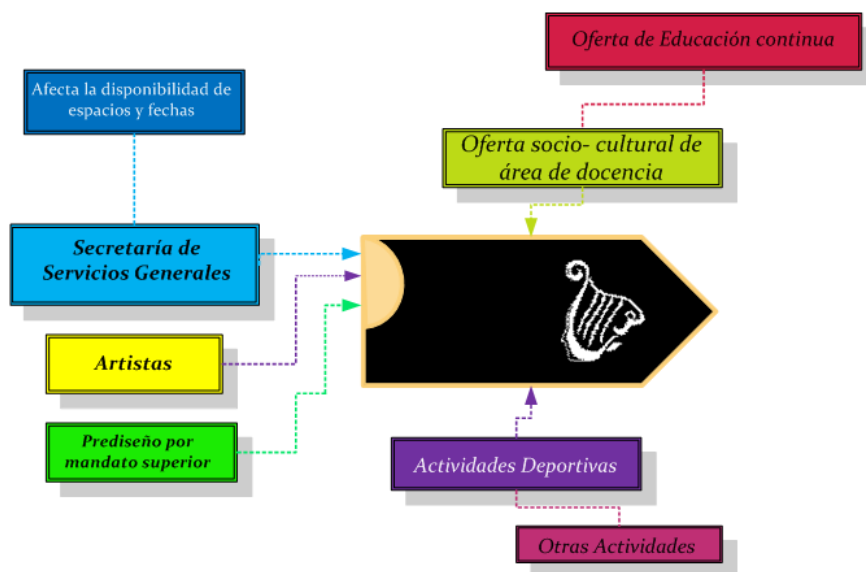 Oferta de Educación continua
Afecta la disponibilidad de
espacios y fechas
Oferta socio- cultural de
área de docencia
Secretaría de
Servicios Generales
Artistas
Prediseño por
mandato superior
Actividades Deportivas
Otras Actividades